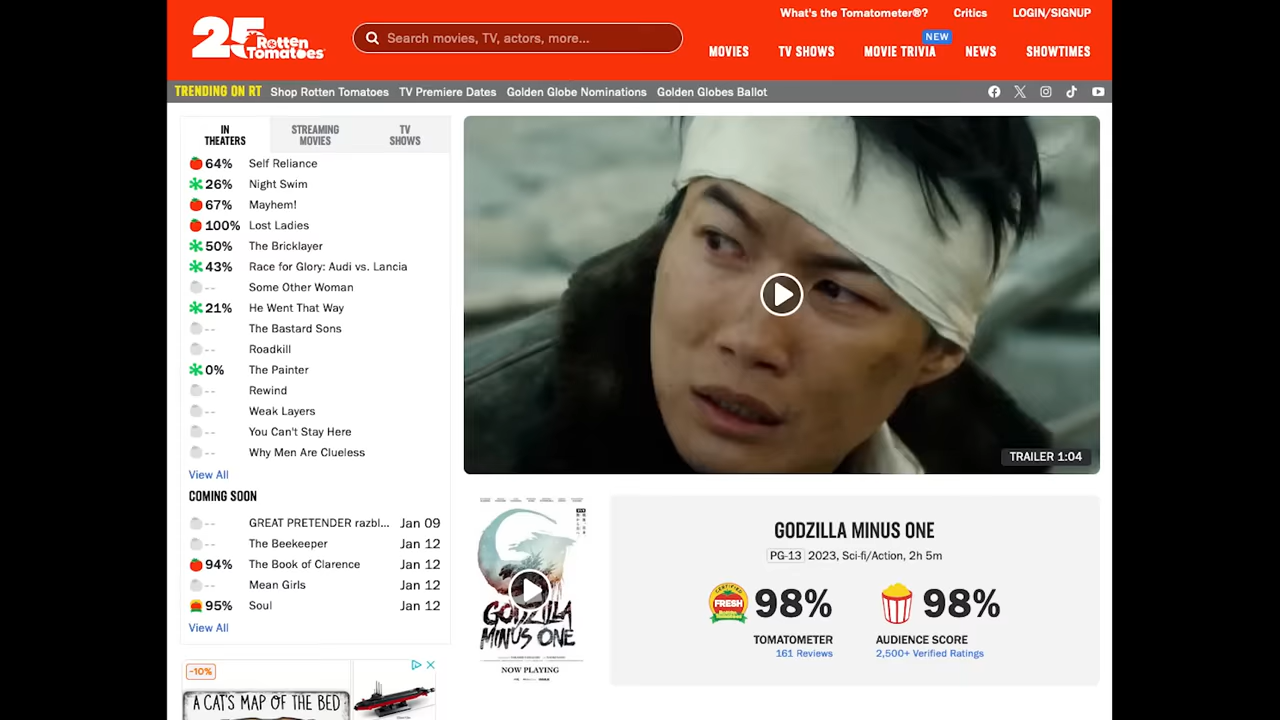 What's the Tomatometer®?
Critics
LOGIN/SIGNUP
25 Rotten Tomatoes
Search movies, TV, actors, more...
NEW
MOVIES
TV SHOWS
MOVIE TRIVIA
NEWS
SHOWTIMES
TRENDING ON RT
Shop Rotten Tomatoes
TV Premiere Dates
Golden Globe Nominations
Golden Globes Ballot
IN THEATERS
STREAMING MOVIES
TV SHOWS
64% Self Reliance
26% Night Swim
67% Mayhem!
100% Lost Ladies
50% The Bricklayer
43% Race for Glory: Audi vs. Lancia
- - Some Other Woman
21% He Went That Way
- - The Bastard Sons
- - Roadkill
0% The Painter
- - Rewind
- - Weak Layers
- - You Can't Stay Here
- - Why Men Are Clueless
View All
COMING SOON
- - GREAT PRETENDER razbl... Jan 09
- - The Beekeeper Jan 12
94% The Book of Clarence Jan 12
- - Mean Girls Jan 12
95% Soul Jan 12
View All
-10%
A CAT'S MAP OF THE BED
TRAILER 1:04
GODZILLA
MINUS ONE
NOW PLAYING
GODZILLA MINUS ONE
PG-13 2023, Sci-fi/Action, 2h 5m
CERTIFIED
FRESH
98%
98%
TOMATOMETER
AUDIENCE SCORE
161 Reviews
2,500+ Verified Ratings